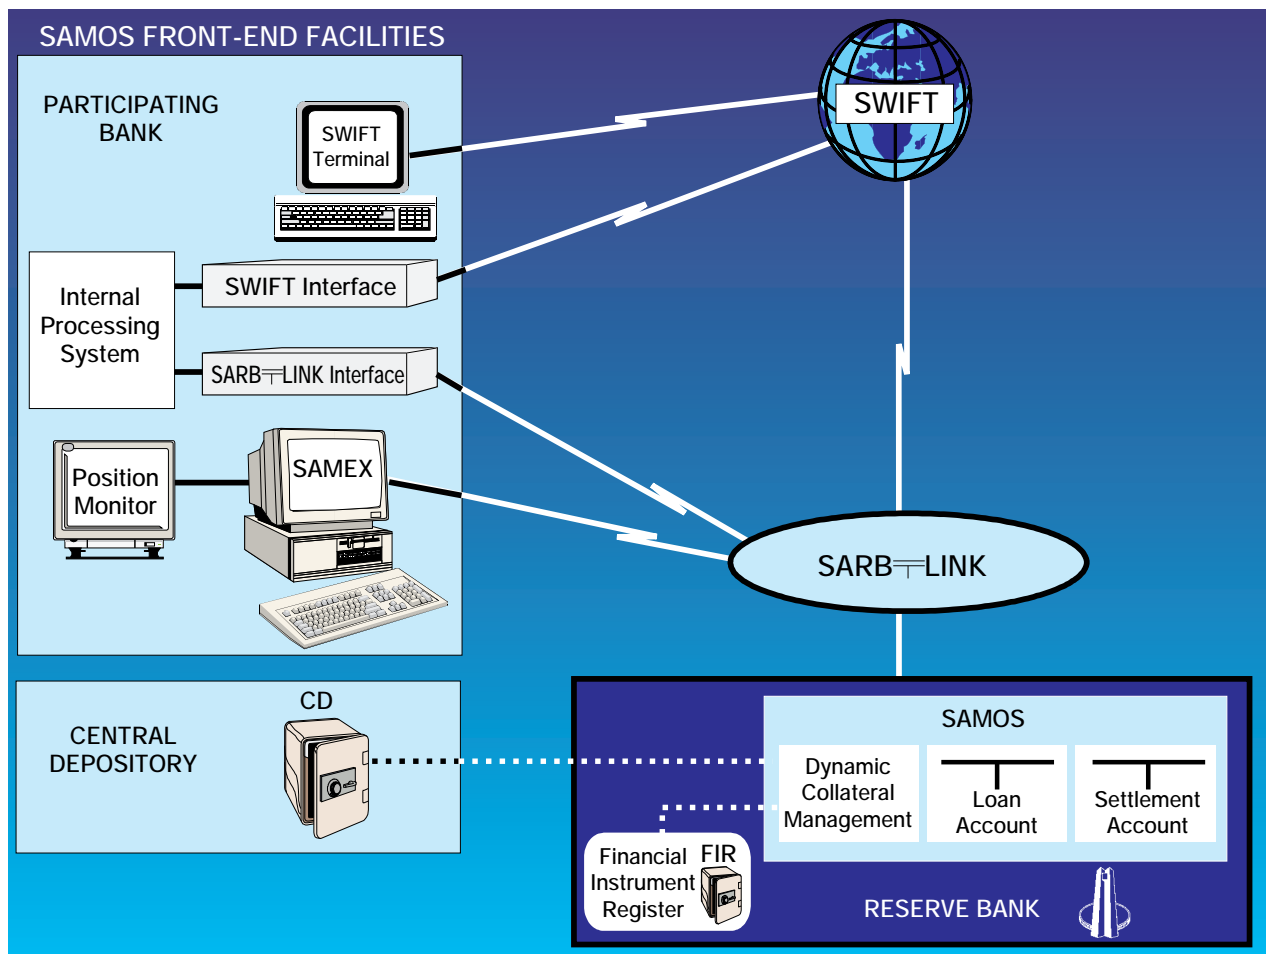 SAMOS FRONT-END FACILITIES
PARTICIPATING
BANK
SWIFT
Terminal
SWIFT
Internal
Processing
System
SWIFT Interface
SARB LINK Interface
Position
Monitor
SAMEX
SARB LINK
CENTRAL
DEPOSITORY
CD
SAMOS
Dynamic
Collateral
Management
Loan
Account
Settlement
Account
Financial FIR
Instrument
Register
RESERVE BANK